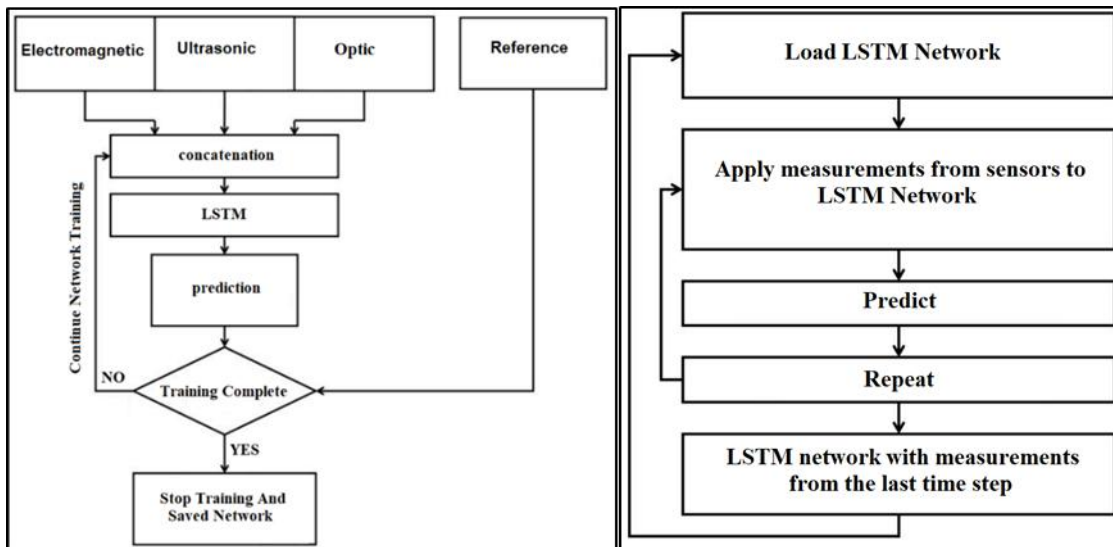 Electromagnetic
Ultrasonic
Optic
Reference
concatenation
LSTM
prediction
Continue Network Training
NO
Training Complete
YES
Stop Training And
Saved Network
Load LSTM Network
Apply measurements from sensors to
LSTM Network
Predict
Repeat
LSTM network with measurements
from the last time step